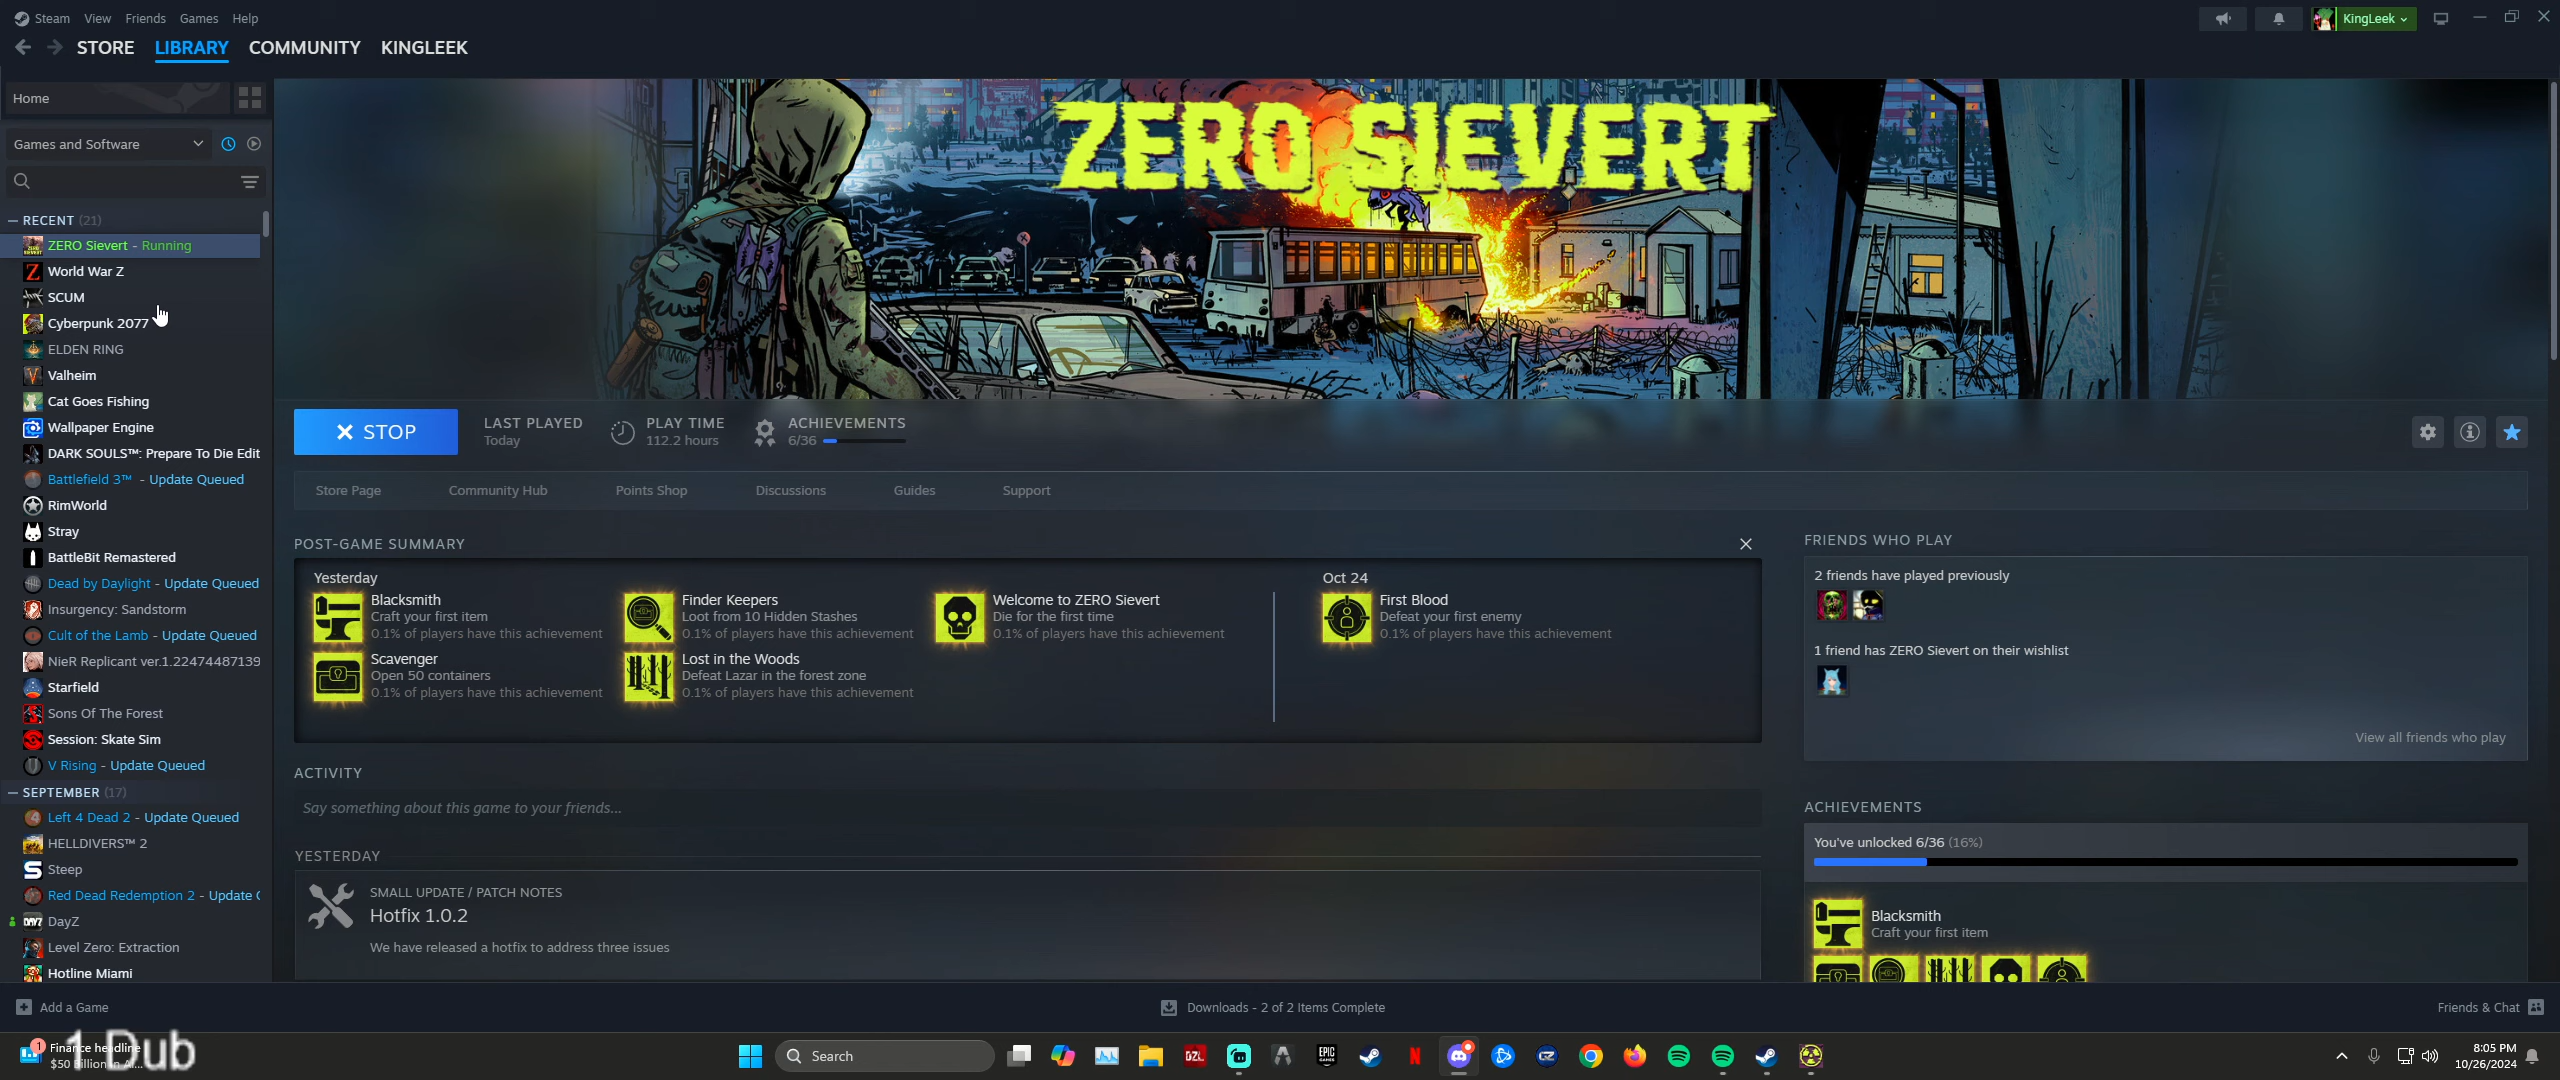 Steam View Friends Games Help
KingLeek
STORE LIBRARY COMMUNITY KINGLEEK
Home
Games and Software
RECENT (21)
ZERO Sievert - Running
World War Z
SCUM
Cyberpunk 2077
ELDEN RING
Valheim
Cat Goes Fishing
Wallpaper Engine
DARK SOULS™: Prepare To Die Edit
Battlefield 3™ - Update Queued
RimWorld
Stray
BattleBit Remastered
Dead by Daylight - Update Queued
Insurgency: Sandstorm
Cult of the Lamb - Update Queued
NieR Replicant ver.1.22474487139
Starfield
Sons Of The Forest
Session: Skate Sim
V Rising - Update Queued
SEPTEMBER (17)
Left 4 Dead 2 - Update Queued
HELLDIVERS™ 2
Steep
Red Dead Redemption 2 - Update
DayZ
Level Zero: Extraction
Hotline Miami
ZERO SIEVERT
STOP
LAST PLAYED
Today
PLAY TIME
112.2 hours
ACHIEVEMENTS
6/36
Store Page Community Hub Points Shop Discussions Guides Support
POST-GAME SUMMARY
Yesterday
Blacksmith
Craft your first item
0.1% of players have this achievement
Finder Keepers
Loot from 10 Hidden Stashes
0.1% of players have this achievement
Welcome to ZERO Sievert
Die for the first time
0.1% of players have this achievement
Scavenger
Open 50 containers
0.1% of players have this achievement
Lost in the Woods
Defeat Lazar in the forest zone
0.1% of players have this achievement
Oct 24
First Blood
Defeat your first enemy
0.1% of players have this achievement
ACTIVITY
Say something about this game to your friends...
YESTERDAY
SMALL UPDATE / PATCH NOTES
Hotfix 1.0.2
We have released a hotfix to address three issues
FRIENDS WHO PLAY
2 friends have played previously
1 friend has ZERO Sievert on their wishlist
View all friends who play
ACHIEVEMENTS
You've unlocked 6/36 (16%)
Blacksmith
Craft your first item
Add a Game
Downloads - 2 of 2 Items Complete
Friends & Chat
1
Finance headline
$50 Billion in AI...
1 Dub
Search
DZL
EPIC GAMES
N
8:05 PM
10/26/2024